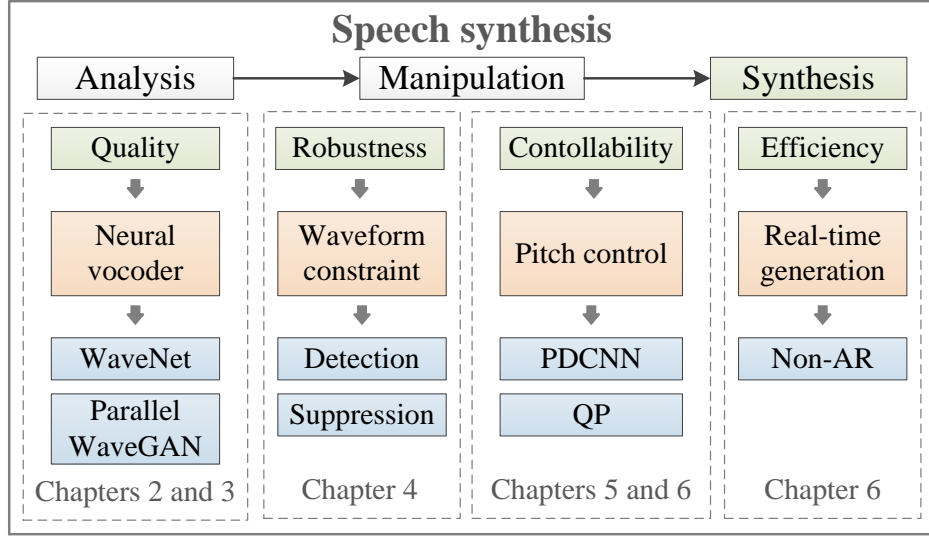 Speech synthesis
Analysis
Manipulation
Synthesis
Quality
Neural
vocoder
WaveNet
Parallel
WaveGAN
Chapters 2 and 3
Robustness
Waveform
constraint
Detection
Suppression
Chapter 4
Contollability
Pitch control
PDCNN
QP
Chapters 5 and 6
Efficiency
Real-time
generation
Non-AR
Chapter 6